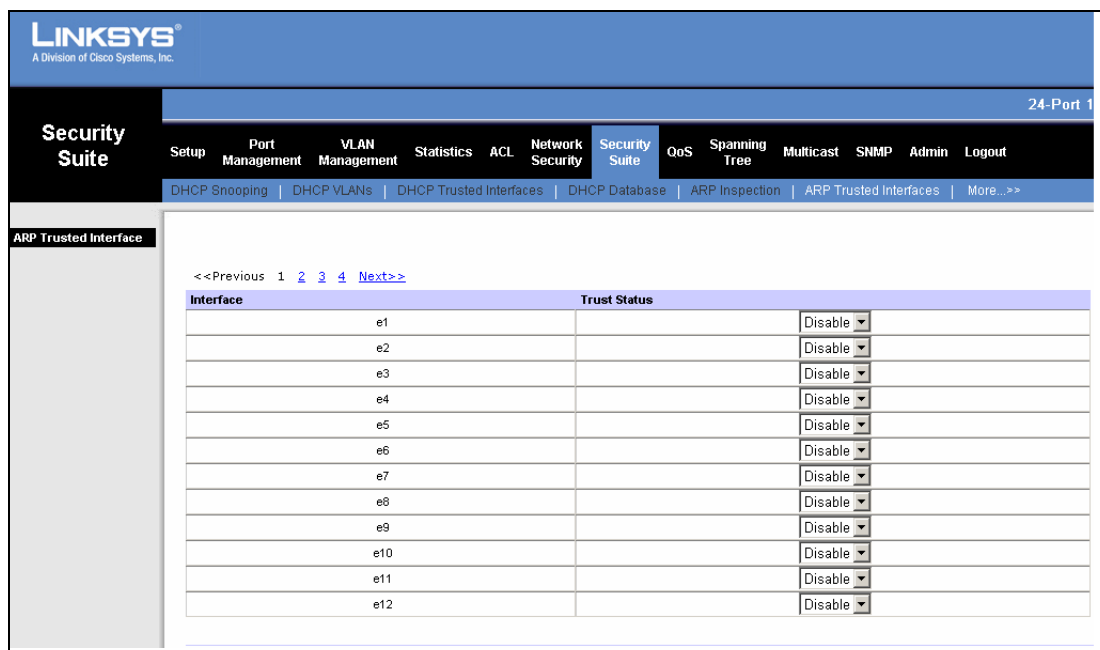 LINKSYS®
A Division of Cisco Systems, Inc.
24-Port 1
Security Suite
Setup Port Management VLAN Management Statistics ACL Network Security Security Suite QoS Spanning Tree Multicast SNMP Admin Logout
DHCP Snooping | DHCP VLANs | DHCP Trusted Interfaces | DHCP Database | ARP Inspection | ARP Trusted Interfaces | More...>>
ARP Trusted Interface
<<Previous 1 2 3 4 Next>>
Interface Trust Status
e1 Disable
e2 Disable
e3 Disable
e4 Disable
e5 Disable
e6 Disable
e7 Disable
e8 Disable
e9 Disable
e10 Disable
e11 Disable
e12 Disable